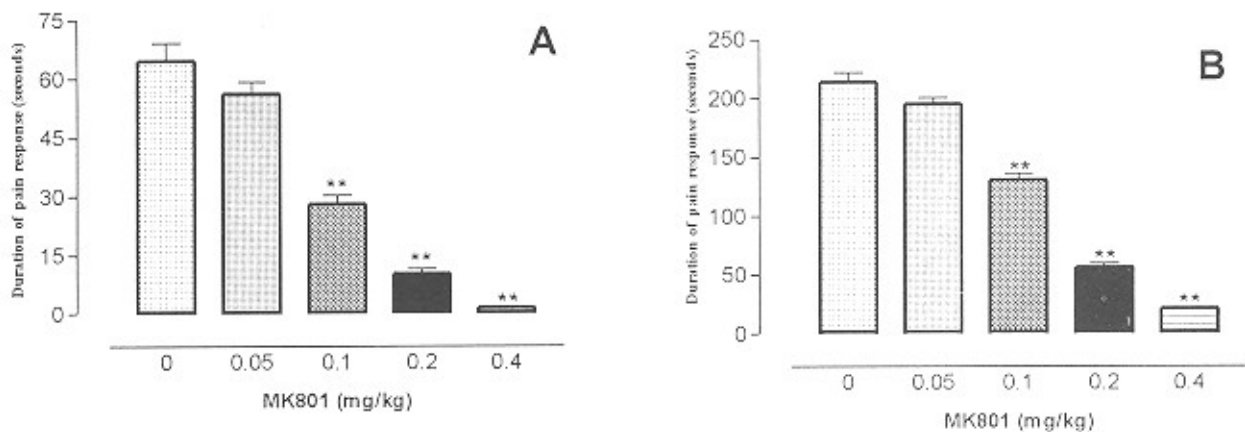 A
Duration of pain response (seconds)
75
60
45
30
15
0
**
**
**
0 0.05 0.1 0.2 0.4
MK801 (mg/kg)
B
Duration of pain response (seconds)
250
200
150
100
50
0
**
**
**
0 0.05 0.1 0.2 0.4
MK801 (mg/kg)